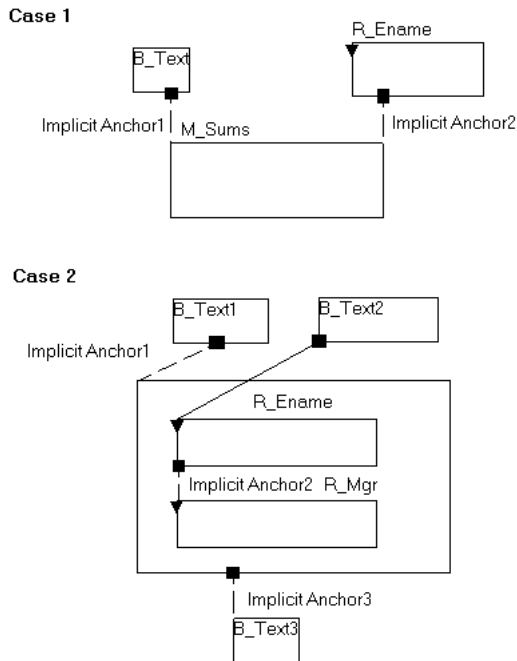 Case 1
R_Ename
B_Text
Implicit Anchor1
M_Sums
Implicit Anchor2
Case 2
B_Text1
B_Text2
Implicit Anchor1
R_Ename
Implicit Anchor2 R_Mgr
Implicit Anchor3
B_Text3